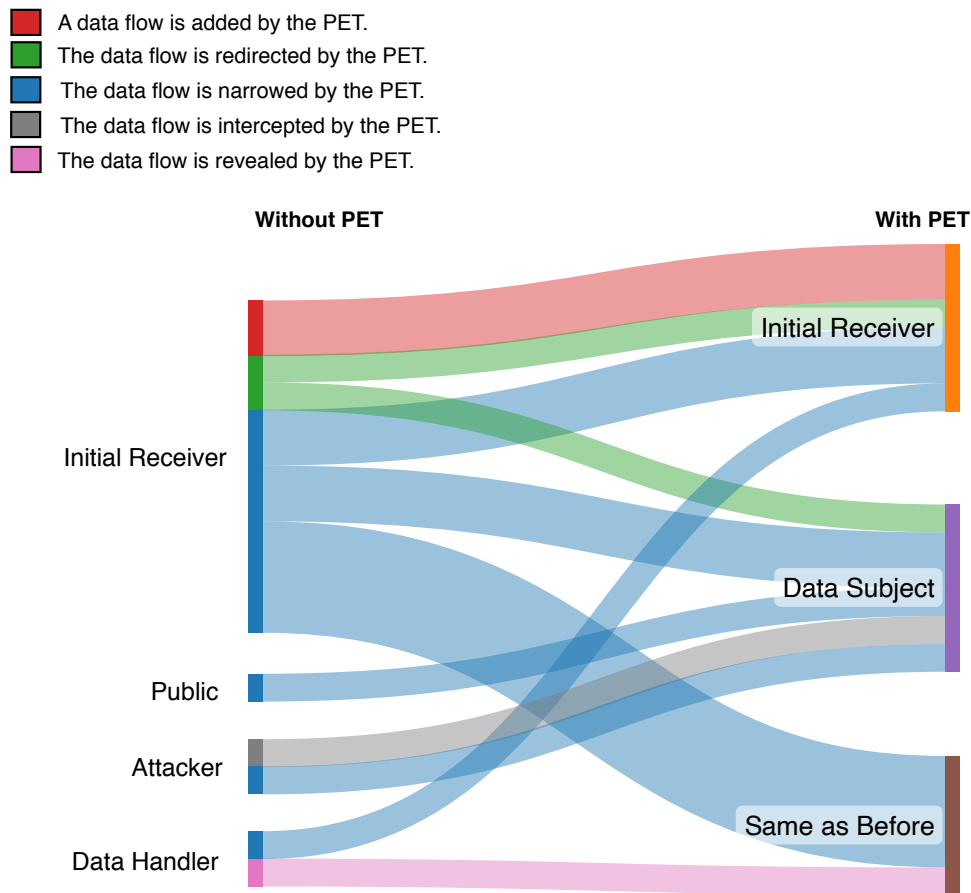 A data flow is added by the PET.
The data flow is redirected by the PET.
The data flow is narrowed by the PET.
The data flow is intercepted by the PET.
The data flow is revealed by the PET.
Without PET
With PET
Initial Receiver
Initial Receiver
Data Subject
Public
Attacker
Same as Before
Data Handler